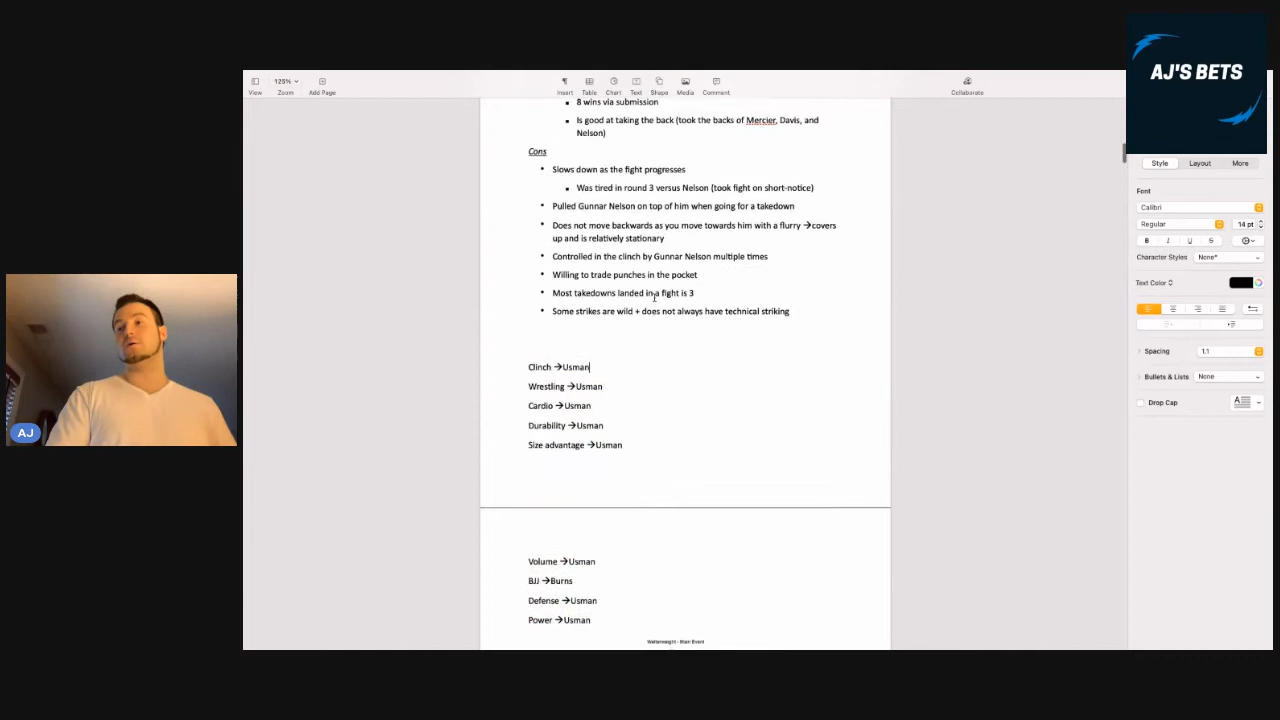 AJ'S BETS
125%
View
Zoom
Add Page
Insert
Table
Chart
Text
Shape
Media
Comment
Collaborate
8 wins via submission
Is good at taking the back (took the backs of Mercier, Davis, and
Nelson)
Cons
Slows down as the fight progresses
Was tired in round 3 versus Nelson (took fight on short-notice)
Pulled Gunnar Nelson on top of him when going for a takedown
Does not move backwards as you move towards him with a flurry →covers
up and is relatively stationary
Controlled in the clinch by Gunnar Nelson multiple times
Willing to trade punches in the pocket
Most takedowns landed in a fight is 3
Some strikes are wild + does not always have technical striking
Clinch →Usman
Wrestling →Usman
Cardio →Usman
Durability →Usman
Size advantage →Usman
Volume →Usman
BJJ →Burns
Defense →Usman
Power →Usman
Welterweight - Main Event
Style
Layout
More
Font
Calibri
Regular
14 pt
B I U S
Character Styles
None*
Text Color
Spacing
1.1
Bullets & Lists
None
Drop Cap
AJ